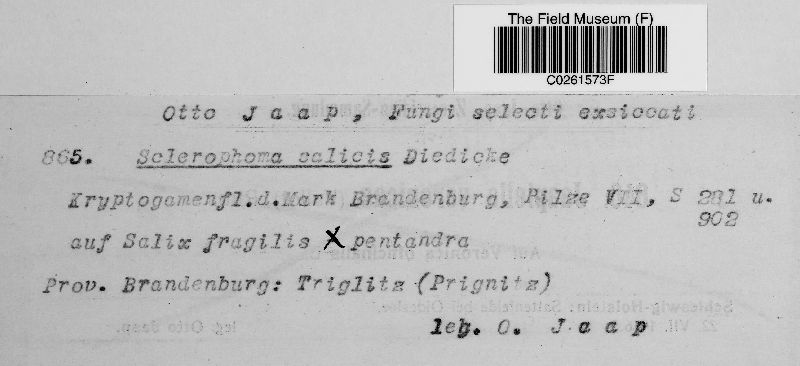 The Field Museum (F)
C0261573F
Otto Jaap, Fungi selecti exsiccati
865. Sclerophoma salicis Diedicke
Kryptogamenfl.d.Mark Brandenburg, Pilze VII, S 281 u.
902
auf Salix fragilis X pentandra
Prov. Brandenburg: Triglitz (Prignitz)
leg. O. Jaap